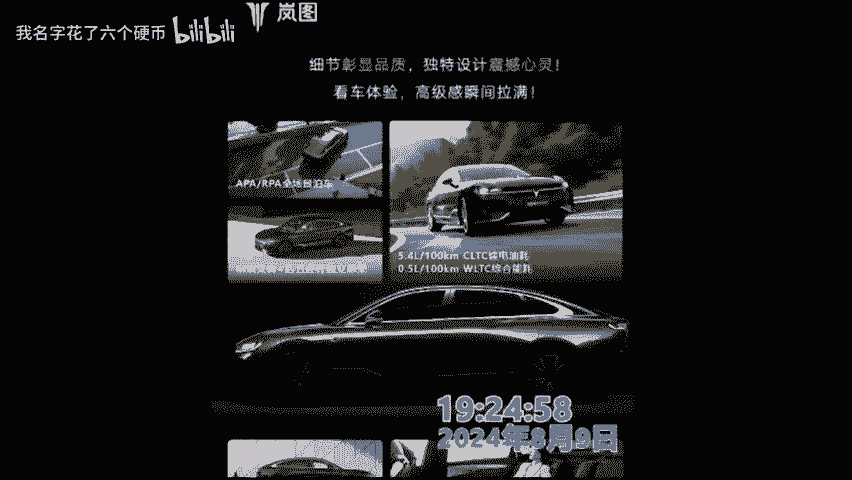 我名字花了六个硬币 bilibili
岚图
细节彰显品质，独特设计震撼心灵！
看车体验，高级感瞬间拉满！
APA/RPA全场景泊车
5.4L/100km CLTC馈电油耗
0.5L/100km WLTC综合能耗
19:24:58
2024年8月9日